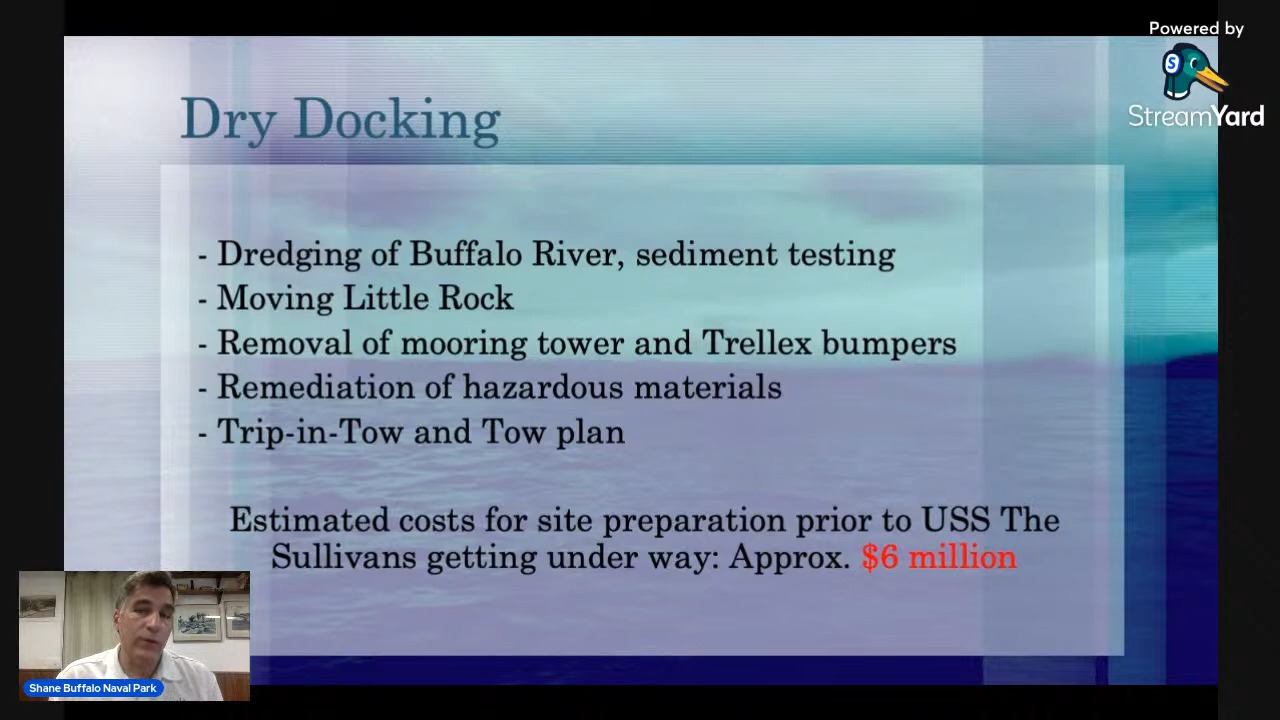 Powered by
S
StreamYard
Dry Docking
- Dredging of Buffalo River, sediment testing
- Moving Little Rock
- Removal of mooring tower and Trellex bumpers
- Remediation of hazardous materials
- Trip-in-Tow and Tow plan
Estimated costs for site preparation prior to USS The
Sullivans getting under way: Approx. $6 million
Shane Buffalo Naval Park